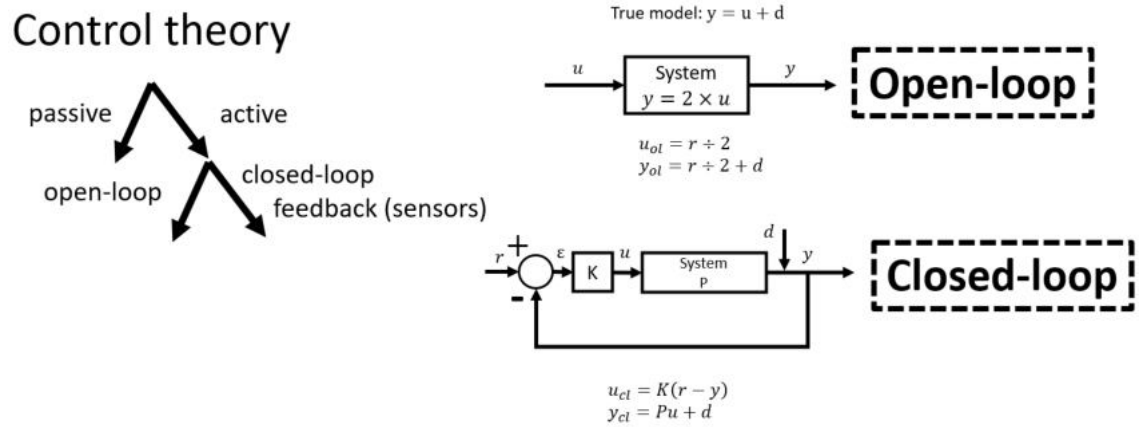 Control theory
passive
active
open-loop
closed-loop
feedback (sensors)
True model: y = u + d
u
System
y = 2 × u
y
Open-loop
u_ol = r ÷ 2
y_ol = r ÷ 2 + d
r
+
-
ε
K
u
System
P
d
y
Closed-loop
u_cl = K(r − y)
y_cl = Pu + d